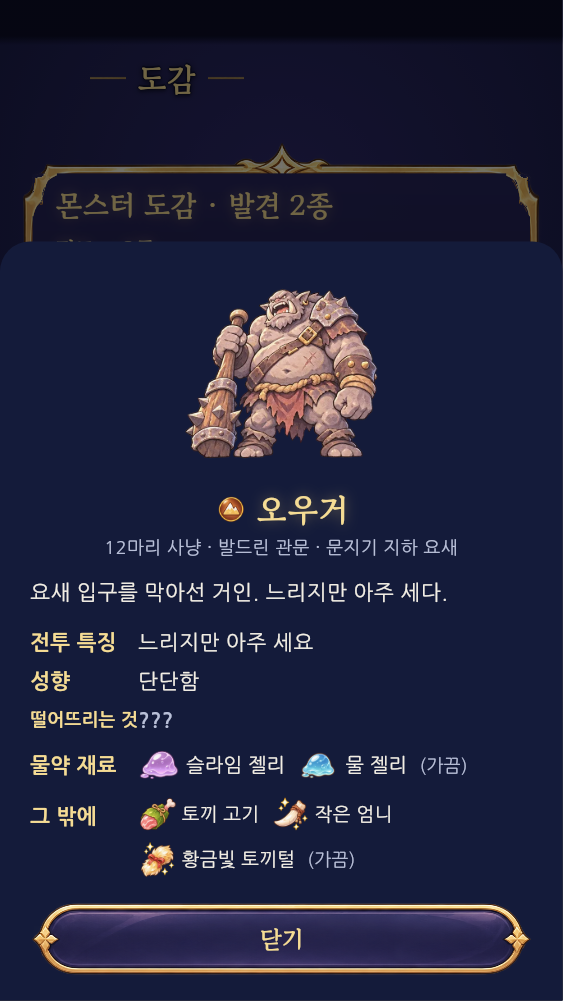 도감
몬스터 도감 · 발견 2종
오우거
12마리 사냥 · 발드린 관문 · 문지기 지하 요새
요새 입구를 막아선 거인. 느리지만 아주 세다.
전투 특징 느리지만 아주 세요
성향 단단함
떨어뜨리는 것 ???
물약 재료 슬라임 젤리 물 젤리 (가끔)
그 밖에 토끼 고기 작은 엄니
황금빛 토끼털 (가끔)
닫기